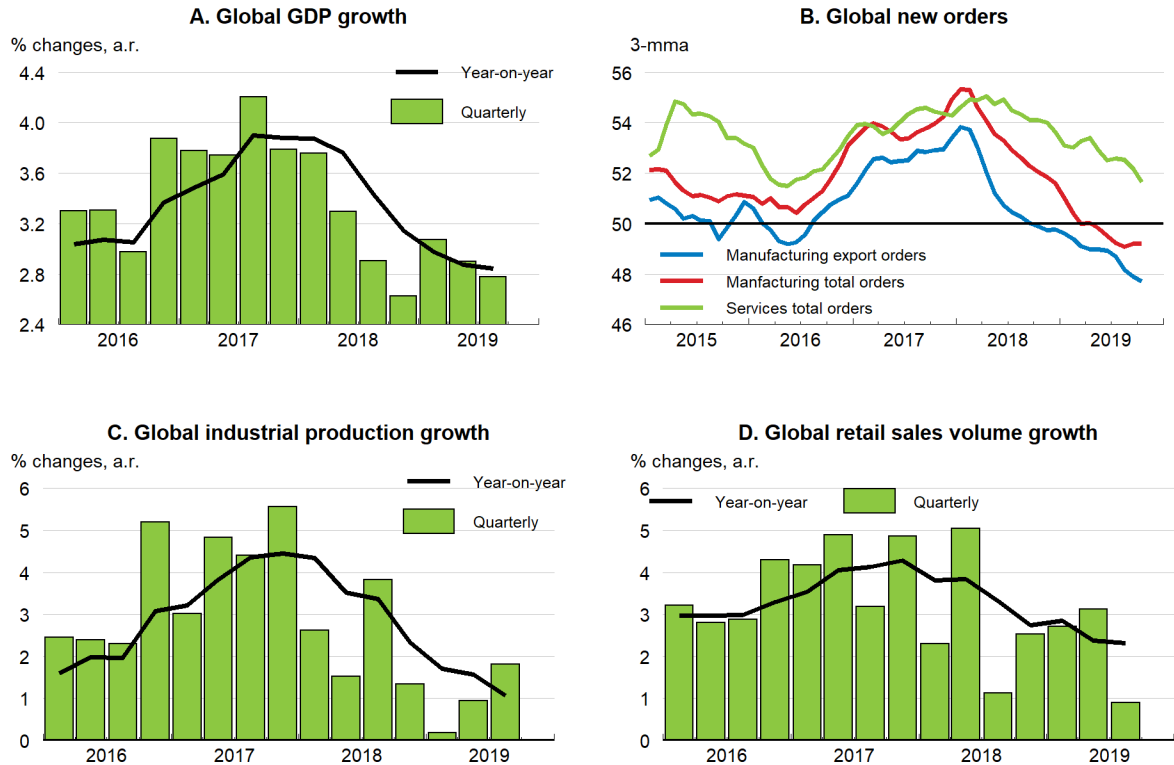 A. Global GDP growth
% changes, a.r.
4.4
4.0
3.6
3.2
2.8
2.4
Year-on-year
Quarterly
2016 2017 2018 2019
B. Global new orders
3-mma
56
54
52
50
48
46
Manufacturing export orders
Manfacturing total orders
Services total orders
2015 2016 2017 2018 2019
C. Global industrial production growth
% changes, a.r.
6
5
4
3
2
1
0
Year-on-year
Quarterly
2016 2017 2018 2019
D. Global retail sales volume growth
% changes, a.r.
6
5
4
3
2
1
0
Year-on-year Quarterly
2016 2017 2018 2019